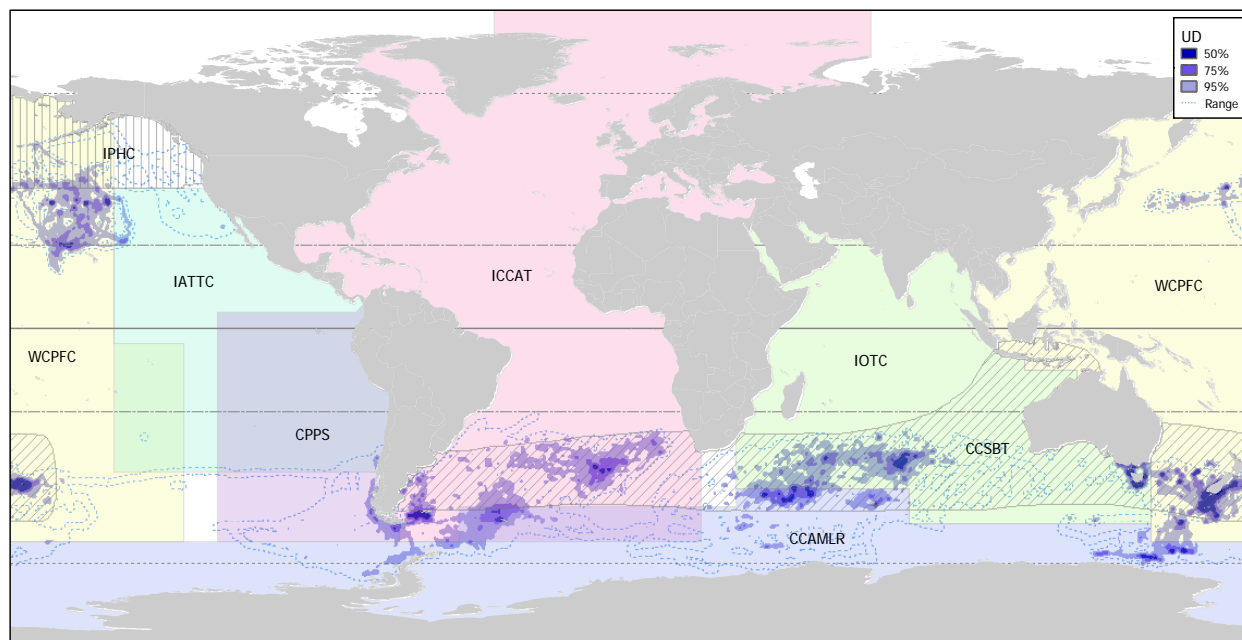 UD
50%
75%
95%
Range
IPHC
IATTC
ICCAT
WCPFC
WCPFC
IOTC
CPPS
CCSBT
CCAMLR